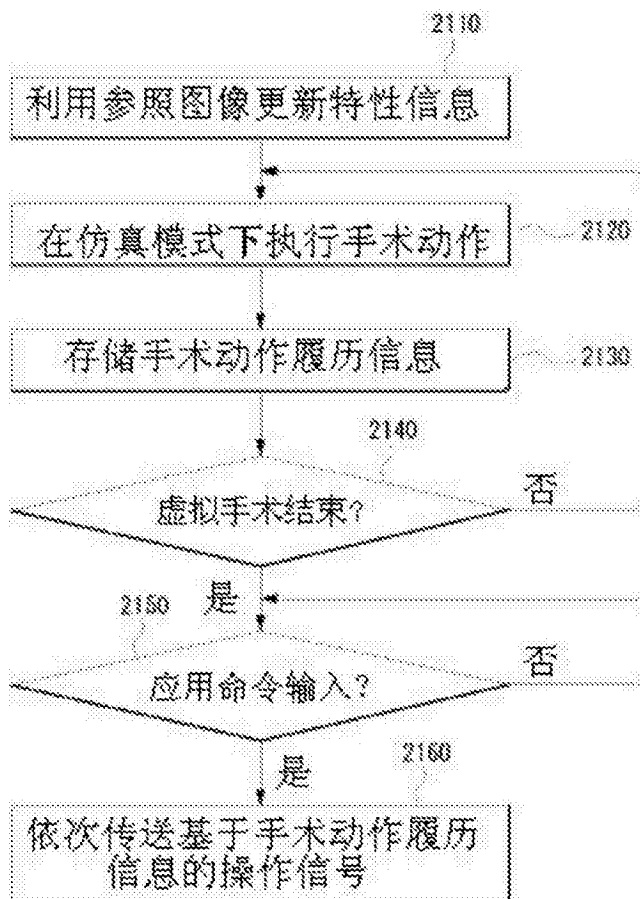 2110
利用参照图像更新特性信息
在仿真模式下执行手术动作
2120
存储手术动作履历信息
2130
2140
虚拟手术结束?
否
是
2150
应用命令输入?
否
是
2160
依次传送基于手术动作履历
信息的操作信号